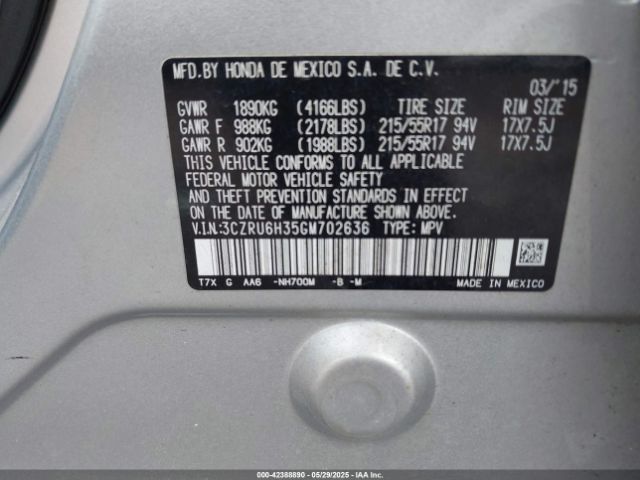 MFD.BY HONDA DE MEXICO S.A. DE C.V.
03/'15
GVWR 1890KG (4166LBS) TIRE SIZE RIM SIZE
GAWR F 988KG (2178LBS) 215/55R17 94V 17X7.5J
GAWR R 902KG (1988LBS) 215/55R17 94V 17X7.5J
THIS VEHICLE CONFORMS TO ALL APPLICABLE
FEDERAL MOTOR VEHICLE SAFETY
AND THEFT PREVENTION STANDARDS IN EFFECT
ON THE DATE OF MANUFACTURE SHOWN ABOVE.
V.I.N:3CZRU6H35GM702636 TYPE: MPV
T7X G AA6 -NH700M -B -M MADE IN MEXICO
000-42388890 - 05/29/2025 - IAAI.COM